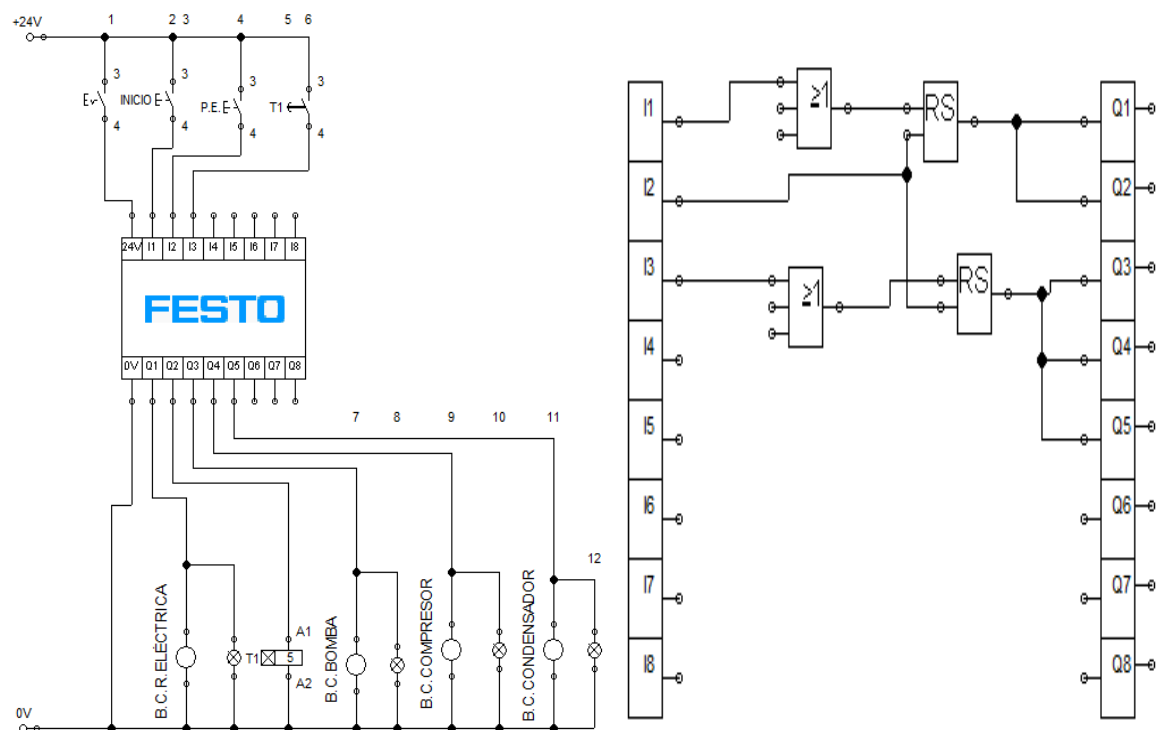 1 2 3 4 5 6
+24V
3 3 3 3
E INICIO E P.E. E T1
4 4 4 4
24V I1 I2 I3 I4 I5 I6 I7 I8
FESTO
0V Q1 Q2 Q3 Q4 Q5 Q6 Q7 Q8
7 8 9 10 11
12
B.C.R.ELÉCTRICA
T1 5
A1
A2
B.C.BOMBA
B.C.COMPRESOR
B.C.CONDENSADOR
0V
I1
I2
I3
I4
I5
I6
I7
I8
≥1
RS
≥1
RS
Q1
Q2
Q3
Q4
Q5
Q6
Q7
Q8